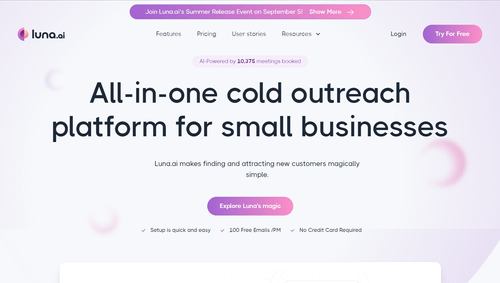 Join Luna.ai's Summer Release Event on September 5! Show More
luna.ai
Features
Pricing
User stories
Resources
Login
Try For Free
AI-Powered by 10,375 meetings booked
All-in-one cold outreach
platform for small businesses
Luna.ai makes finding and attracting new customers magically
simple.
Explore Luna's magic
Setup is quick and easy
100 Free Emails /PM
No Credit Card Required